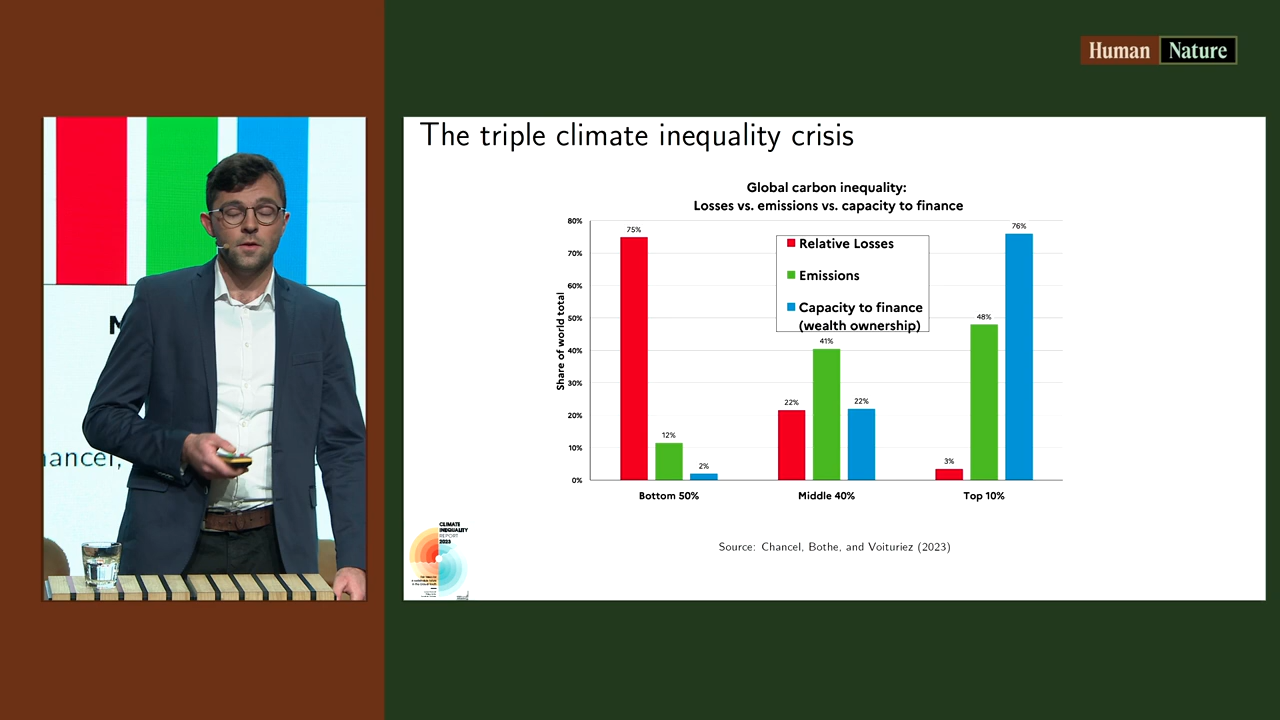 Human Nature
The triple climate inequality crisis
Global carbon inequality:
Losses vs. emissions vs. capacity to finance
Share of world total
80%
70%
60%
50%
40%
30%
20%
10%
0%
Relative Losses
Emissions
Capacity to finance
(wealth ownership)
75%
12%
2%
22%
41%
22%
3%
48%
76%
Bottom 50%
Middle 40%
Top 10%
Source: Chancel, Bothe, and Voituriez (2023)
CLIMATE
INEQUALITY
REPORT
2023
ancel,